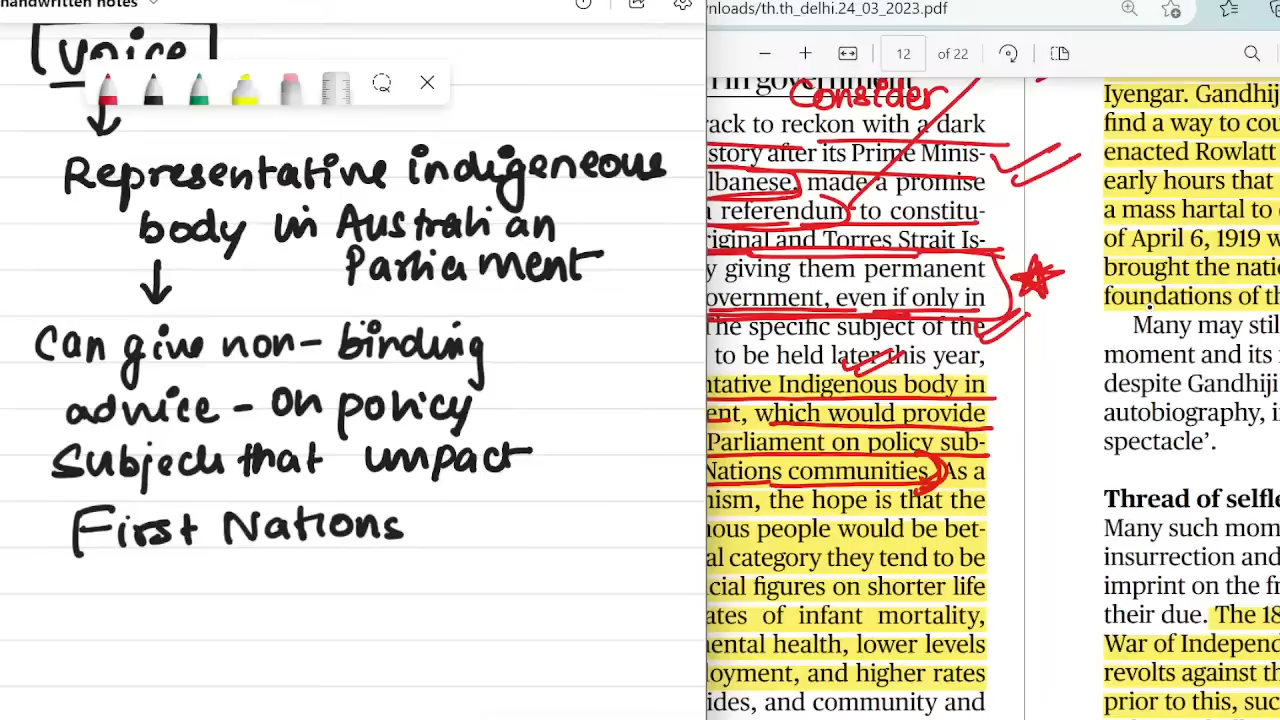 handwritten notes
Voice
Representative indigeneous
body in Australian
Parliament
Can give non-binding
advice - on policy
subjects that impact
First Nations
nloads/th.th_delhi.24_03_2023.pdf
12 of 22
n in government
Consider
rack to reckon with a dark
story after its Prime Minis-
lbanese, made a promise
a referendum to constitu-
riginal and Torres Strait Is-
y giving them permanent
overnment, even if only in
The specific subject of the
to be held later this year,
ntative Indigenous body in
ent, which would provide
Parliament on policy sub-
Nations communities. As a
nism, the hope is that the
nous people would be bet-
al category they tend to be
cial figures on shorter life
ates of infant mortality,
mental health, lower levels
loyment, and higher rates
ides, and community and
Iyengar. Gandhij
find a way to cou
enacted Rowlatt
early hours that
a mass hartal to
of April 6, 1919 w
brought the natio
foundations of th
Many may stil
moment and its
despite Gandhiji
autobiography, i
spectacle’.
Thread of selfle
Many such mom
insurrection and
imprint on the fr
their due. The 18
War of Independ
revolts against th
prior to this, suc